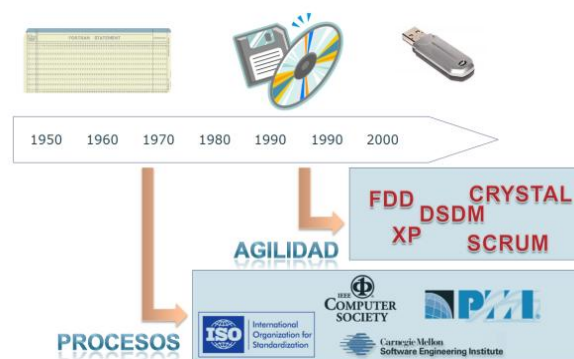 FORTRAN STATEMENT
1950 1960 1970 1980 1990 1990 2000
FDD
CRYSTAL
DSDM
XP
SCRUM
AGILIDAD
IEEE
COMPUTER
SOCIETY
PMI
ISO
International
Organization for
Standardization
Carnegie Mellon
Software Engineering Institute
PROCESOS